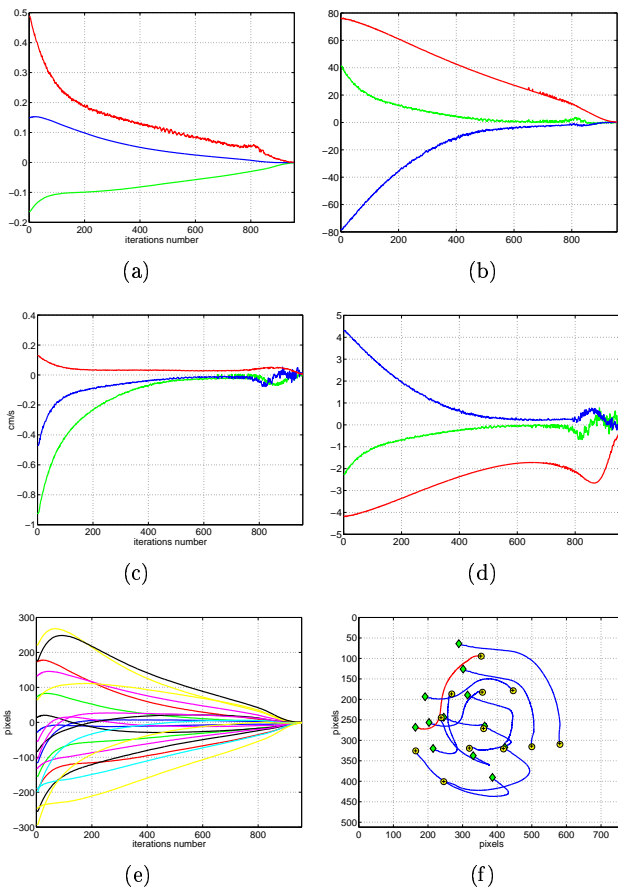 0.5
0.4
0.3
0.2
0.1
0
-0.1
-0.2
0 200 400 600 800
iterations number
(a)
80
60
40
20
0
-20
-40
-60
-80
0 200 400 600 800
(b)
0.4
0.2
0
-0.2
-0.4
-0.6
-0.8
-1
cm/s
0 200 400 600 800
iterations number
(c)
5
4
3
2
1
0
-1
-2
-3
-4
-5
0 200 400 600 800
(d)
300
200
100
0
-100
-200
-300
pixels
0 200 400 600 800
iterations number
(e)
0
50
100
150
200
250
300
350
400
450
500
pixels
0 100 200 300 400 500 600 700
pixels
(f)